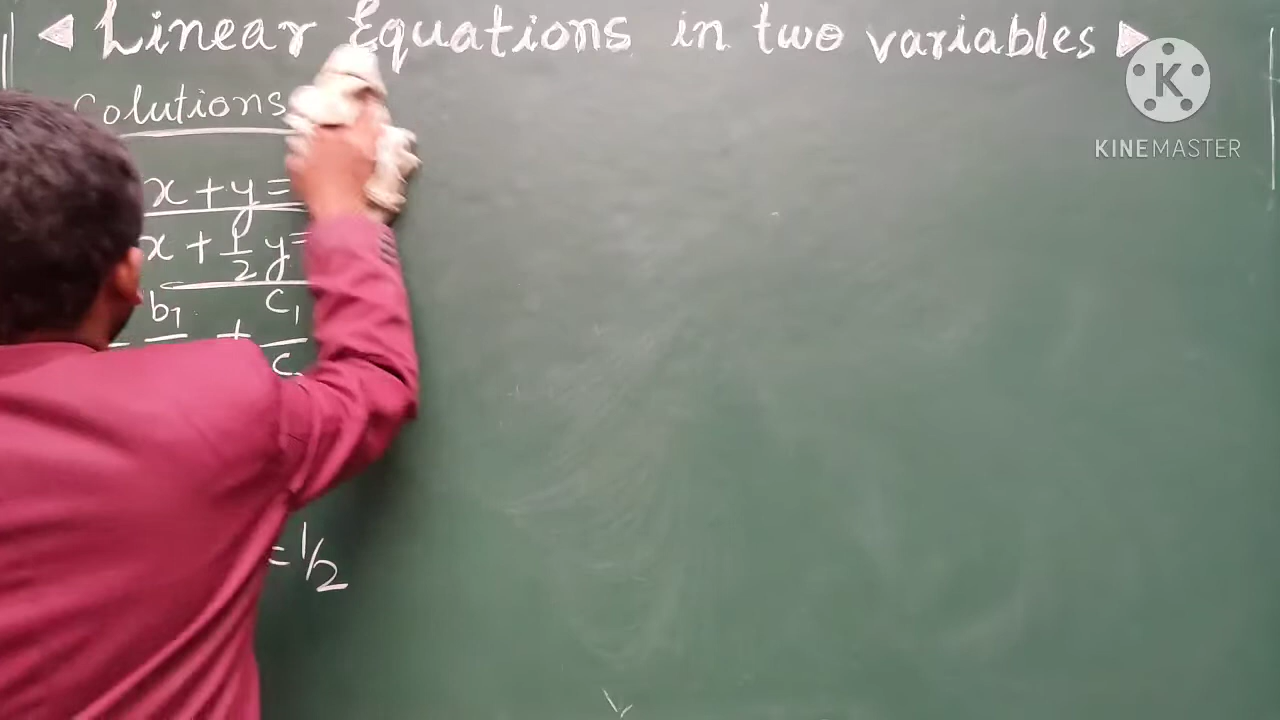 Linear Equations in two variables
Solutions
x + y =
x + 1/2 y =
b1 c1
= ≠
c
= 1/2
KINEMASTER